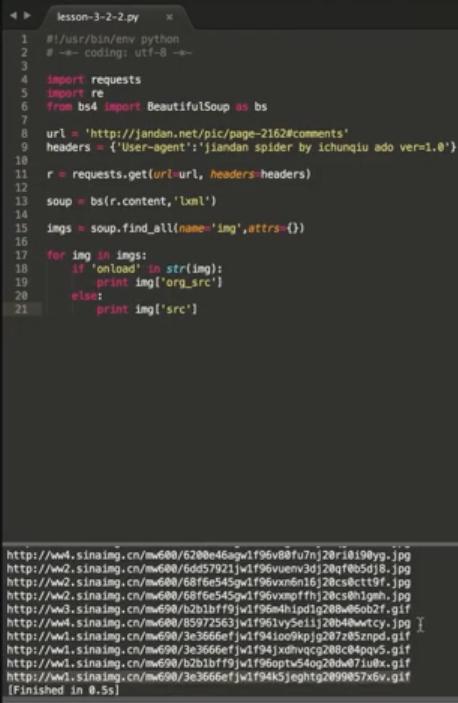 lesson-3-2-2.py
1 #!/usr/bin/env python
2 # -*- coding: utf-8 -*-
3
4 import requests
5 import re
6 from bs4 import BeautifulSoup as bs
7
8 url = 'http://jandan.net/pic/page-2162#comments'
9 headers = {'User-agent':'jiandan spider by ichunqiu ado ver=1.0'}
10
11 r = requests.get(url=url, headers=headers)
12
13 soup = bs(r.content,'lxml')
14
15 imgs = soup.find_all(name='img',attrs={})
16
17 for img in imgs:
18 if 'onload' in str(img):
19 print img['org_src']
20 else:
21 print img['src']
http://ww4.sinaimg.cn/mw600/6200e46agw1f96v80fu7nj20ri0i90yg.jpg
http://ww2.sinaimg.cn/mw600/6dd57921jw1f96vuenv3dj20qf0b5dj8.jpg
http://ww2.sinaimg.cn/mw600/68f6e545gw1f96vxn6n16j20cs0ctt9f.jpg
http://ww2.sinaimg.cn/mw600/68f6e545gw1f96vxmpffhj20cs0h1gmh.jpg
http://ww3.sinaimg.cn/mw690/b2b1bff9jw1f96m4hipd1g208w06ob2f.gif
http://ww4.sinaimg.cn/mw600/85972563jw1f961vy5eiij20b40wwtcy.jpg
http://ww1.sinaimg.cn/mw690/3e3666efjw1f94ioo9kpjg207z05znpd.gif
http://ww1.sinaimg.cn/mw690/3e3666efjw1f94jxdhvqcg208c04pqv5.gif
http://ww1.sinaimg.cn/mw690/b2b1bff9jw1f96optw54og20dw07iu0x.gif
http://ww1.sinaimg.cn/mw690/3e3666efjw1f94k5jeghtg2099057x6v.gif
[Finished in 0.5s]